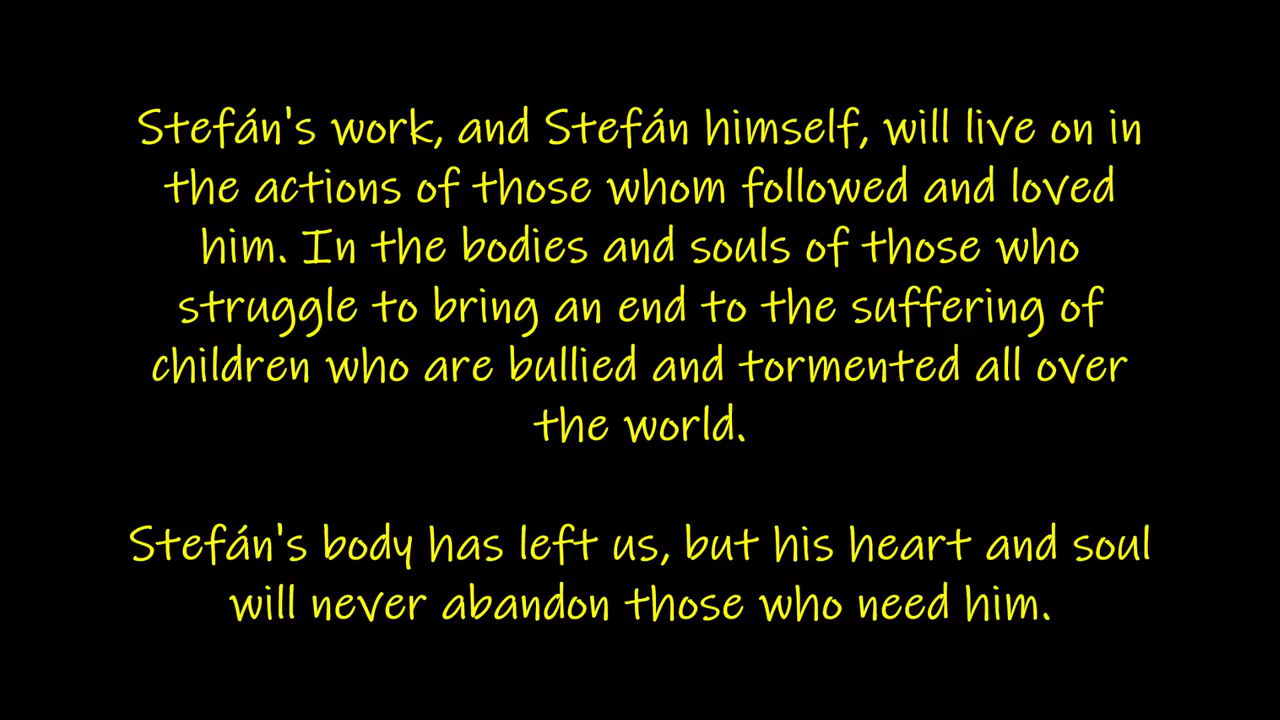 Stefán's work, and Stefán himself, will live on in
the actions of those whom followed and loved
him. In the bodies and souls of those who
struggle to bring an end to the suffering of
children who are bullied and tormented all over
the world.
Stefán's body has left us, but his heart and soul
will never abandon those who need him.